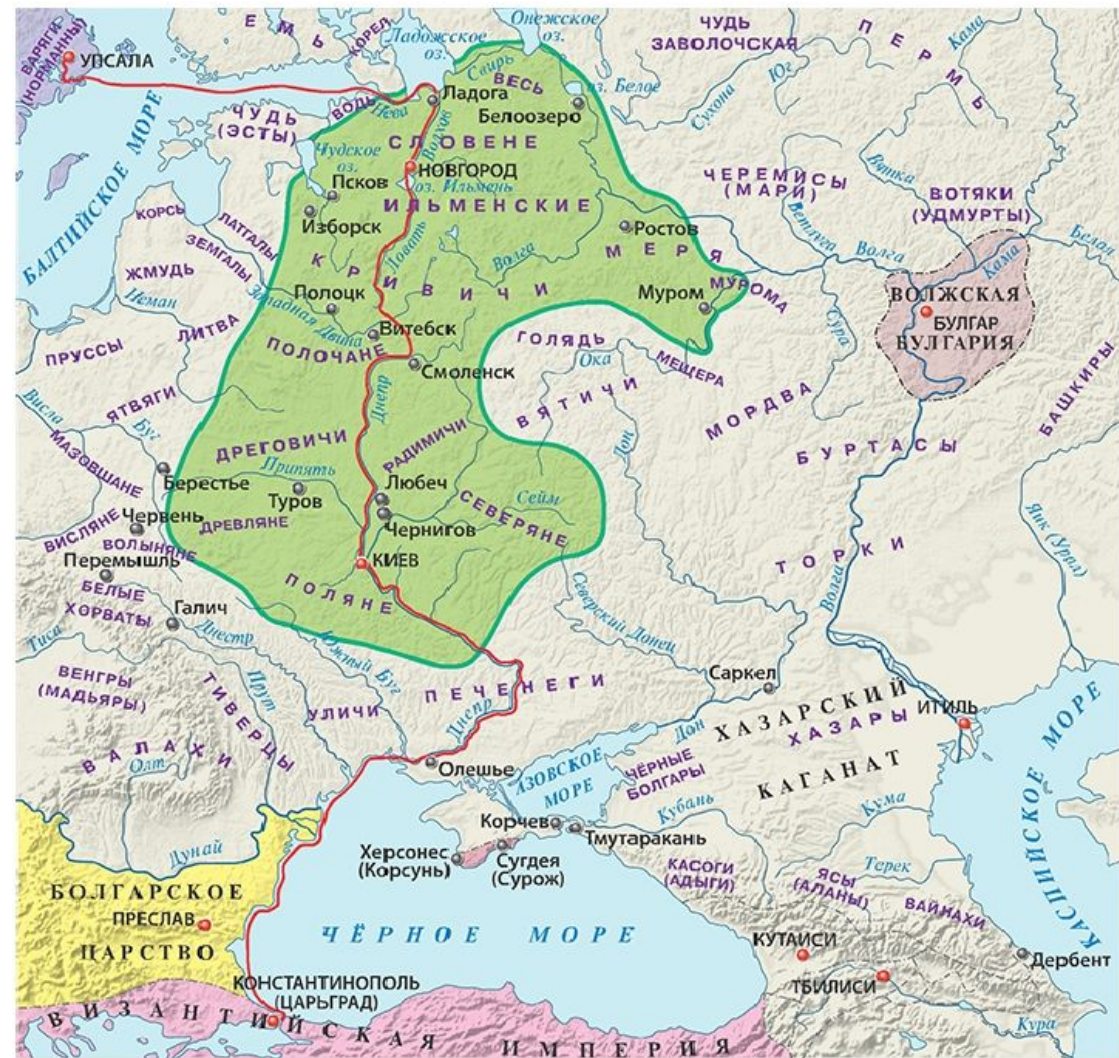 ВАРЯГИ
(НОРМАННЫ)
УПСАЛА
ЕМЬ
КОРЕЛ
Ладожское
оз.
Онежское
оз.
ЧУДЬ
ЗАВОЛОЧСКАЯ
ПЕРМЬ
Кама
Свирь
ВЕСЬ
оз. Белое
Юг
Сухона
Ладога
Белоозеро
Нева
ВОДЬ
ЧУДЬ
(ЭСТЫ)
Волхов
СЛОВЕНЕ
Чудское
оз.
НОВГОРОД
оз. Ильмень
ИЛЬМЕНСКИЕ
Псков
Изборск
БАЛТИЙСКОЕ МОРЕ
КОРСЬ
ЛАТГАЛЫ
ЗЕМГАЛЫ
ЖМУДЬ
Неман
ЛИТВА
ПРУССЫ
ЧЕРЕМИСЫ
(МАРИ)
Вятка
ВОТЯКИ
(УДМУРТЫ)
Ветлуга
Волга
Кама
Белая
Ростов
МЕРЯ
Ловать
Волга
КРИВИЧИ
Муром
МУРОМА
Полоцк
Западная Двина
Витебск
ПОЛОЧАНЕ
Смоленск
ГОЛЯДЬ
Ока
МЕЩЕРА
Сура
ВОЛЖСКАЯ
БУЛГАР
БУЛГАРИЯ
БАШКИРЫ
ВЯТИЧИ
Дон
МОРДВА
БУРТАСЫ
ЯТВЯГИ
Висла
Буг
МАЗОВШАНЕ
Днепр
ДРЕГОВИЧИ
РАДИМИЧИ
Припять
Берестье
Туров
Любеч
Чернигов
СЕВЕРЯНЕ
Сейм
ВИСЛЯНЕ
Червень
ВОЛЫНЯНЕ
ДРЕВЛЯНЕ
КИЕВ
Перемышль
ПОЛЯНЕ
БЕЛЫЕ
ХОРВАТЫ
Галич
Днестр
Тиса
Южный Буг
Северский Донец
ТОРКИ
Волга
Яик (Урал)
ВЕНГРЫ
(МАДЬЯРЫ)
ТИВЕРЦЫ
Прут
УЛИЧИ
ПЕЧЕНЕГИ
Днепр
Саркел
ХАЗАРСКИЙ
ХАЗАРЫ
КАГАНАТ
ИТИЛЬ
ВАЛАХИ
Олт
Олешье
АЗОВСКОЕ
МОРЕ
Дон
ЧЁРНЫЕ
БОЛГАРЫ
Кубань
Кума
Терек
КАСПИЙСКОЕ МОРЕ
Дунай
Корчев
Тмутаракань
Херсонес
(Корсунь)
Сугдея
(Сурож)
КАСОГИ
(АДЫГИ)
ЯСЫ
(АЛАНЫ)
ВАЙНАХИ
БОЛГАРСКОЕ
ПРЕСЛАВ
ЦАРСТВО
ЧЁРНОЕ МОРЕ
КУТАИСИ
ТБИЛИСИ
Дербент
Кура
КОНСТАНТИНОПОЛЬ
(ЦАРЬГРАД)
ВИЗАНТИЙСКАЯ ИМПЕРИЯ